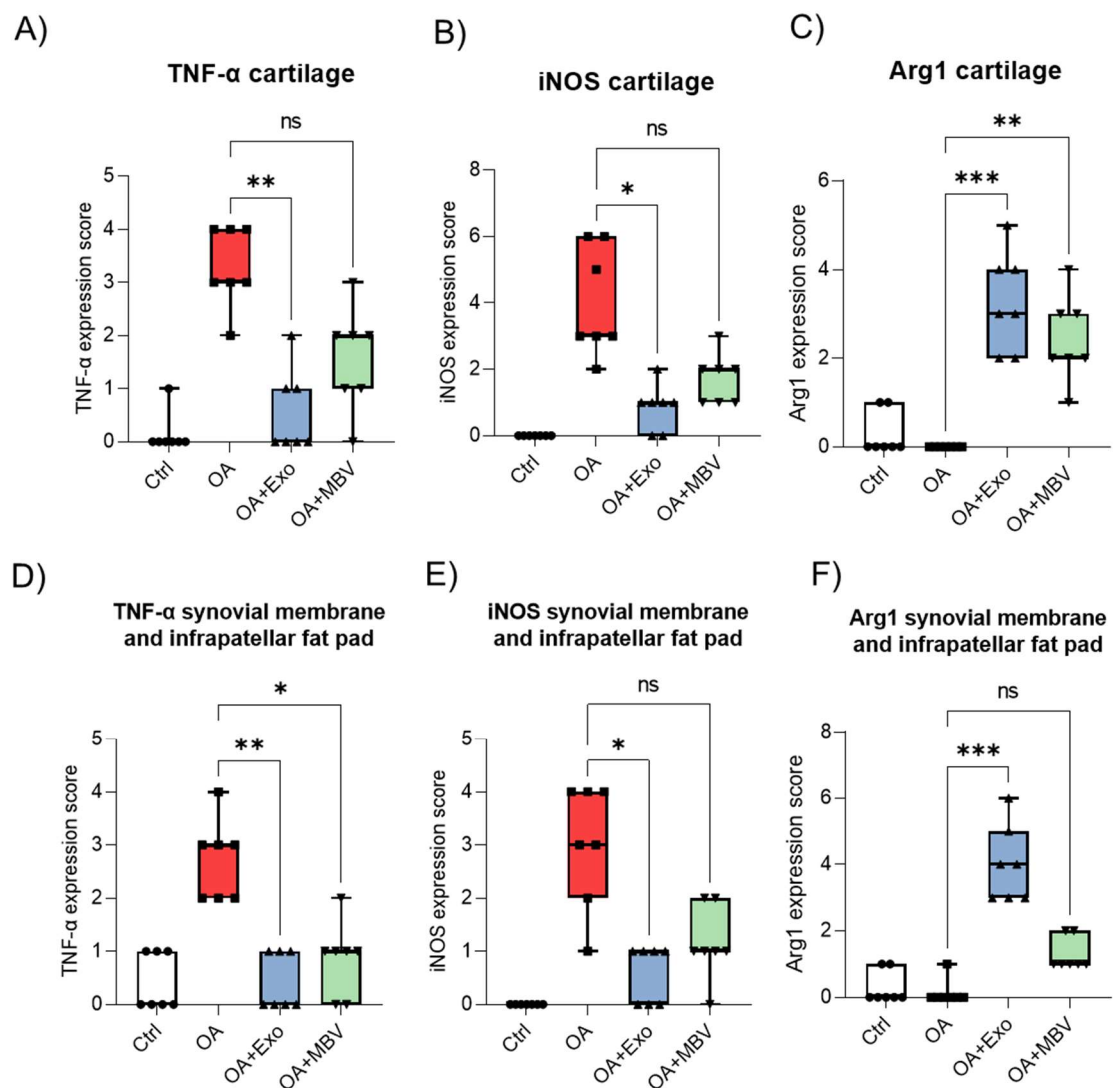 A)
TNF-α cartilage
ns
**
TNF-α expression score
5
4
3
2
1
0
Ctrl
OA
OA+Exo
OA+MBV
B)
iNOS cartilage
ns
*
iNOS expression score
8
6
4
2
0
Ctrl
OA
OA+Exo
OA+MBV
C)
Arg1 cartilage
**
***
Arg1 expression score
6
4
2
0
Ctrl
OA
OA+Exo
OA+MBV
D)
TNF-α synovial membrane
and infrapatellar fat pad
*
**
TNF-α expression score
5
4
3
2
1
0
Ctrl
OA
OA+Exo
OA+MBV
E)
iNOS synovial membrane
and infrapatellar fat pad
ns
*
iNOS expression score
5
4
3
2
1
0
Ctrl
OA
OA+Exo
OA+MBV
F)
Arg1 synovial membrane
and infrapatellar fat pad
ns
***
Arg1 expression score
8
6
4
2
0
Ctrl
OA
OA+Exo
OA+MBV